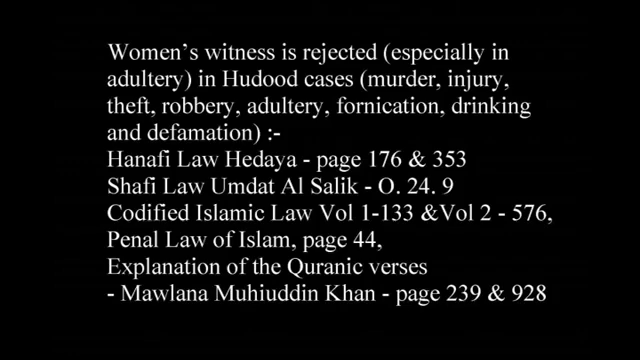 Women's witness is rejected (especially in
adultery) in Hudood cases (murder, injury,
theft, robbery, adultery, fornication, drinking
and defamation) :-
Hanafi Law Hedaya - page 176 & 353
Shafi Law Umdat Al Salik - O. 24. 9
Codified Islamic Law Vol 1-133 &Vol 2 - 576,
Penal Law of Islam, page 44,
Explanation of the Quranic verses
- Mawlana Muhiuddin Khan - page 239 & 928